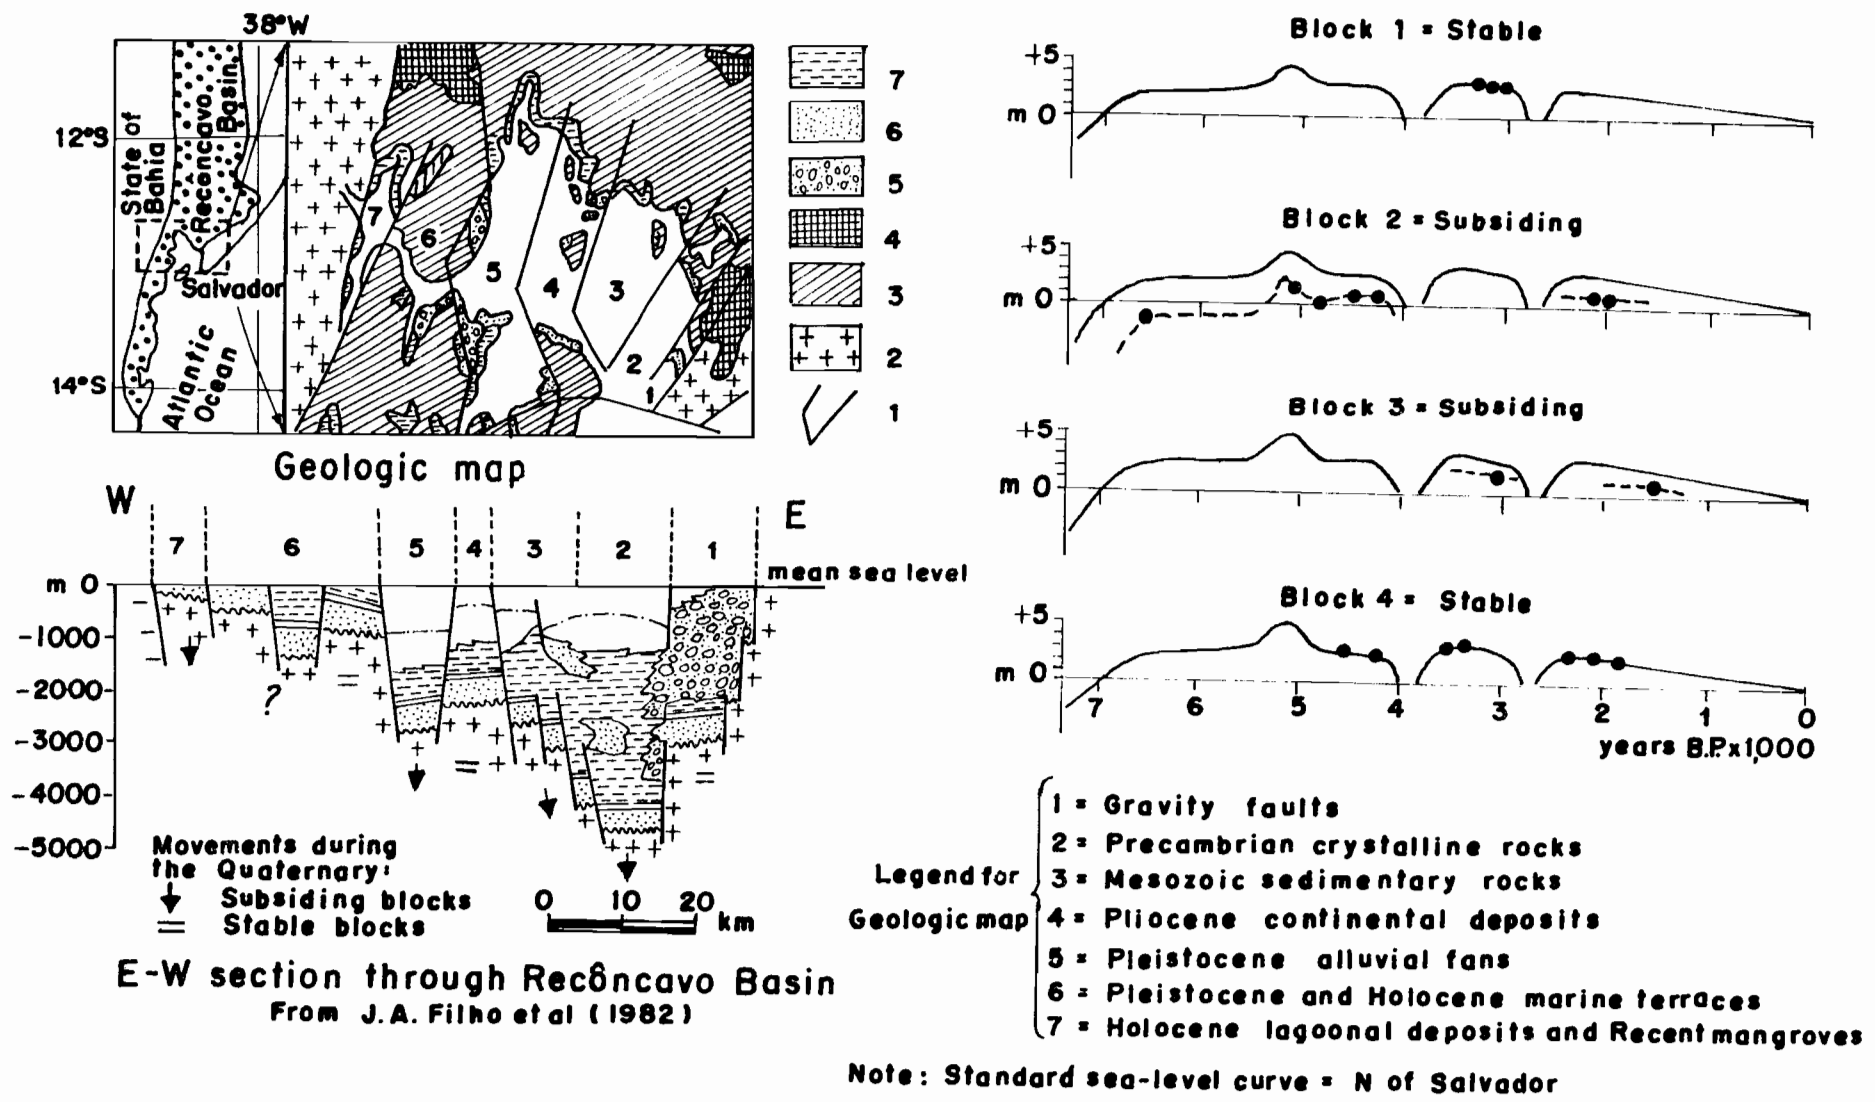 38°W
12°S
14°S
State of
Bahia
Recencavo
Basin
Salvador
Atlantic
Ocean
7
6
5
4
3
2
1
Geologic map
7
6
5
4
3
2
1
W
E
7 6 5 4 3 2 1
mean sea level
m 0
-1000
-2000
-3000
-4000
-5000
?
Movements during
the Quaternary:
Subsiding blocks
= Stable blocks
0 10 20
km
E-W section through Recôncavo Basin
From J.A. Filho et al (1982)
Block 1 = Stable
+5
m 0
Block 2 = Subsiding
+5
m 0
Block 3 = Subsiding
+5
m 0
Block 4 = Stable
+5
m 0
7 6 5 4 3 2 1 0
years B.P.x1,000
Legend for
Geologic map
1 = Gravity faults
2 = Precambrian crystalline rocks
3 = Mesozoic sedimentary rocks
4 = Pliocene continental deposits
5 = Pleistocene alluvial fans
6 = Pleistocene and Holocene marine terraces
7 = Holocene lagoonal deposits and Recent mangroves
Note: Standard sea-level curve = N of Salvador